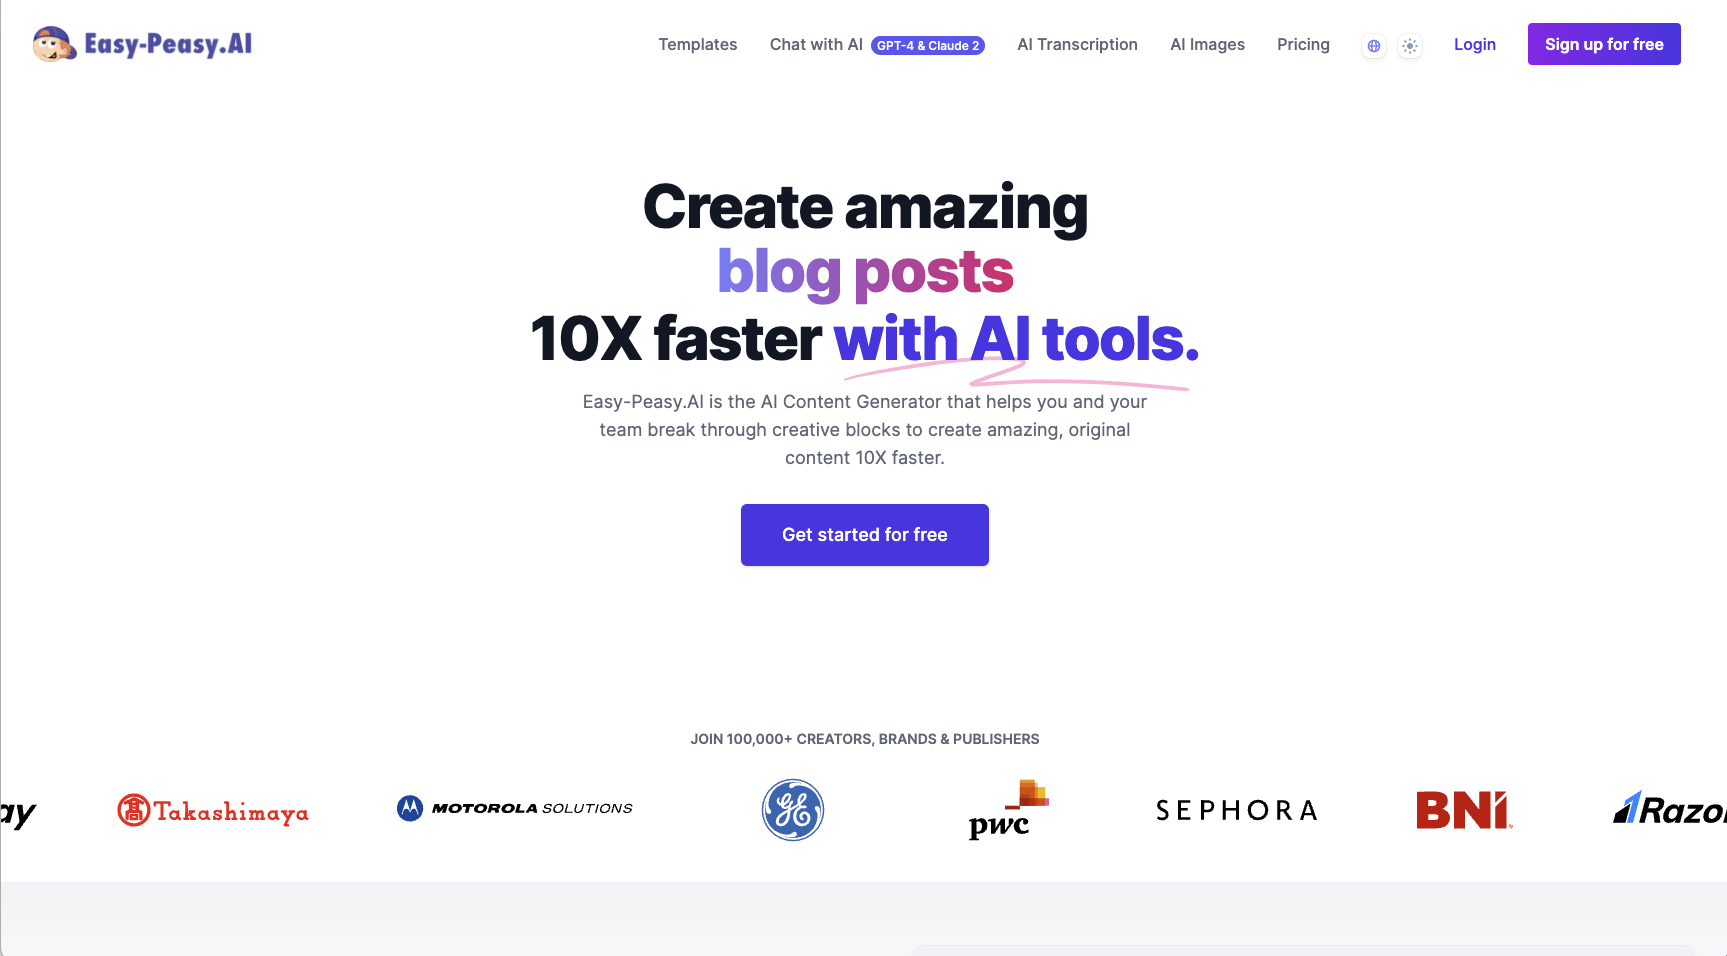 Easy-Peasy.AI
Templates
Chat with AI GPT-4 & Claude 2
AI Transcription
AI Images
Pricing
Login
Sign up for free
Create amazing
blog posts
10X faster with AI tools.
Easy-Peasy.AI is the AI Content Generator that helps you and your
team break through creative blocks to create amazing, original
content 10X faster.
Get started for free
JOIN 100,000+ CREATORS, BRANDS & PUBLISHERS
ay
髙 Takashimaya
MOTOROLA SOLUTIONS
GE
pwc
SEPHORA
BNI
Razor